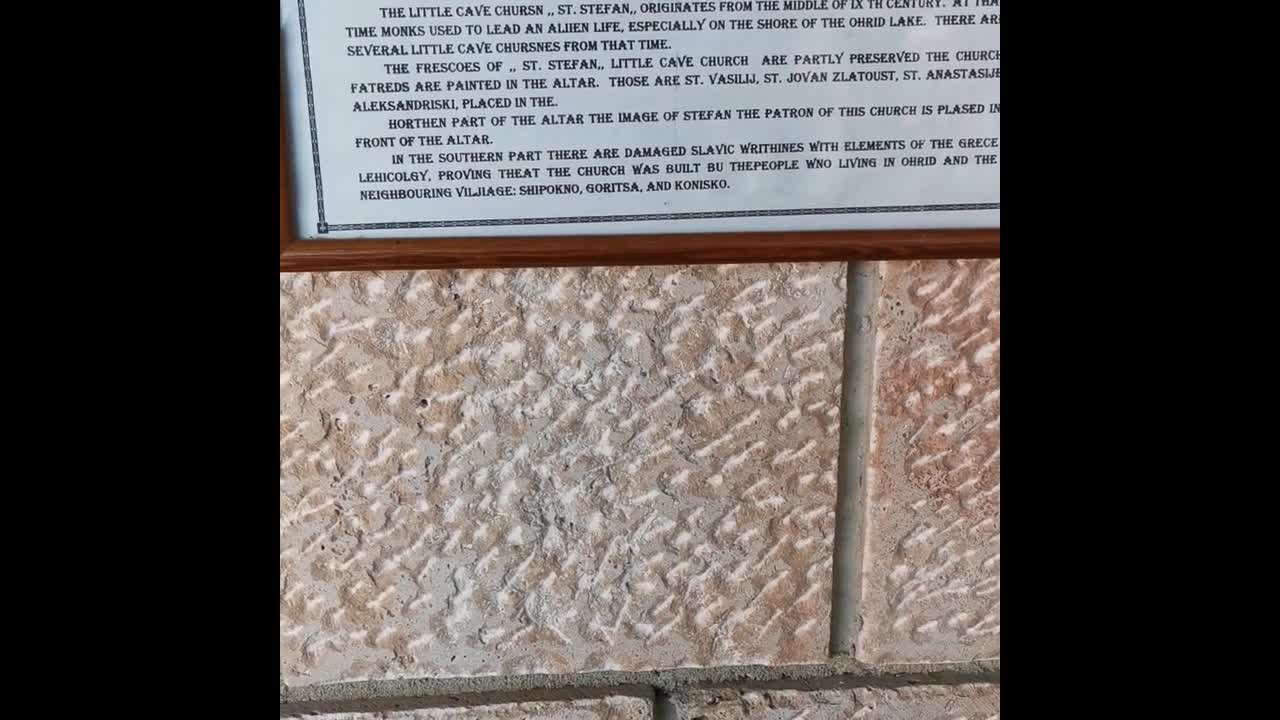 THE LITTLE CAVE CHURSN ,, ST. STEFAN,, ORIGINATES FROM THE MIDDLE OF IX TH CENTURY. AT THA
TIME MONKS USED TO LEAD AN ALIIEN LIFE, ESPECIALLY ON THE SHORE OF THE OHRID LAKE. THERE ARE
SEVERAL LITTLE CAVE CHURSNES FROM THAT TIME.
THE FRESCOES OF ,, ST. STEFAN,, LITTLE CAVE CHURCH ARE PARTLY PRESERVED THE CHURCH
FATREDS ARE PAINTED IN THE ALTAR. THOSE ARE ST. VASILIJ, ST. JOVAN ZLATOUST, ST. ANASTASIJE
ALEKSANDRISKI, PLACED IN THE.
HORTHEN PART OF THE ALTAR THE IMAGE OF STEFAN THE PATRON OF THIS CHURCH IS PLASED IN
FRONT OF THE ALTAR.
IN THE SOUTHERN PART THERE ARE DAMAGED SLAVIC WRITHINES WITH ELEMENTS OF THE GRECE
LEHICOLGY, PROVING THEAT THE CHURCH WAS BUILT BU THEPEOPLE WNO LIVING IN OHRID AND THE
NEIGHBOURING VILJIAGE: SHIPOKNO, GORITSA, AND KONISKO.